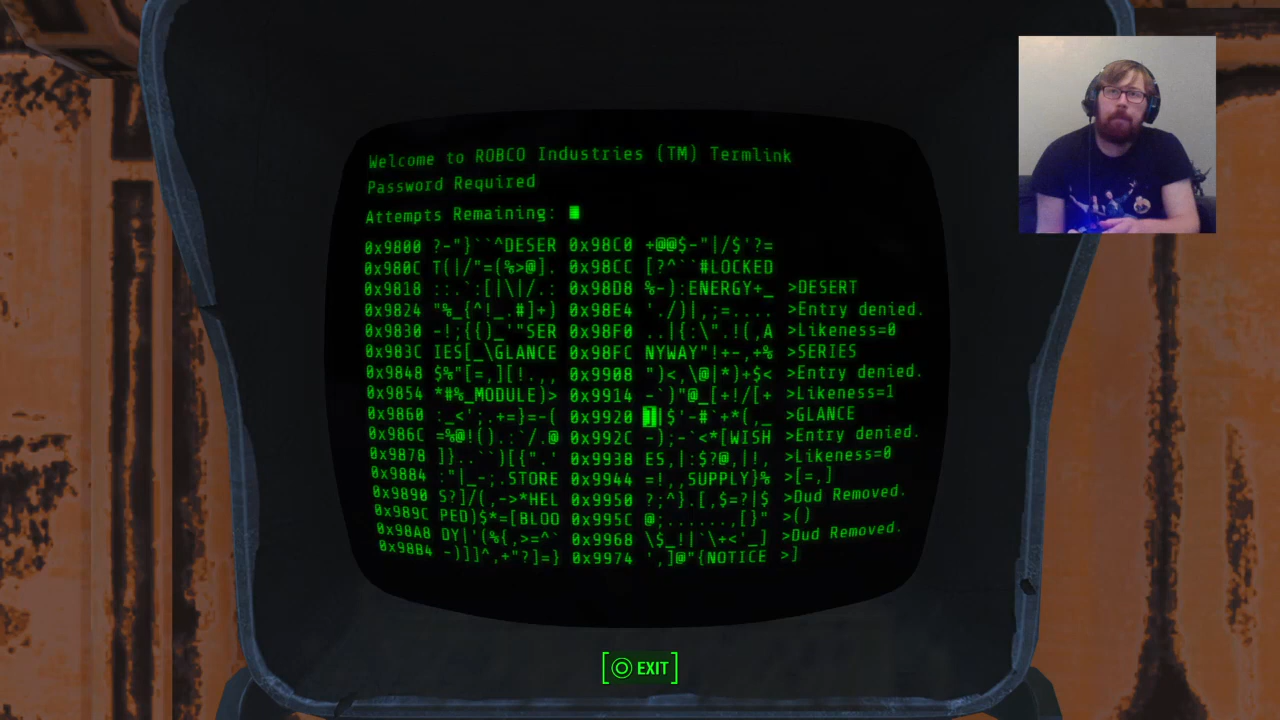 Welcome to ROBCO Industries (TM) Termlink
Password Required
Attempts Remaining: ■
0x9800 ?-"}``^DESER 0x98C0 +@@$-"|/$'?=
0x980C T(|/"=(%>@]. 0x98CC [?^``#LOCKED
0x9818 ::.`:[|\|/.: 0x98D8 %-):ENERGY+_ >DESERT
0x9824 "%_{^!_.#]+) 0x98E4 './)|,;=.... >Entry denied.
0x9830 -!;{()_'"SER 0x98F0 ..|{:\".!(,A >Likeness=0
0x983C IES[_\GLANCE 0x98FC NYWAY"!+-,+% >SERIES
0x9848 $%"[=,][!.,, 0x9908 ")<,\@|*)+$< >Entry denied.
0x9854 *#%_MODULE)> 0x9914 -`)"@_[+!/[+ >Likeness=1
0x9860 :_<';.+=}=-( 0x9920 ]|$'-#`+*(,_ >GLANCE
0x986C =%@!().:`/.@ 0x992C -);-`<*[WISH >Entry denied.
0x9878 ]}..``)[{".' 0x9938 ES,|:$?@,|!, >Likeness=0
0x9884 :"|_-;.STORE 0x9944 =!,,SUPPLY}% >[=,]
0x9890 S?]/(,->*HEL 0x9950 ?;^}.[,$=?|$ >Dud Removed.
0x989C PED)$*=[BLOO 0x995C @;......,[}" >()
0x98A8 DY|'(%{,>=^` 0x9968 \$_!|`\+<'_] >Dud Removed.
0x98B4 -)]]^,+"?]=} 0x9974 ',]@"{NOTICE >]
EXIT